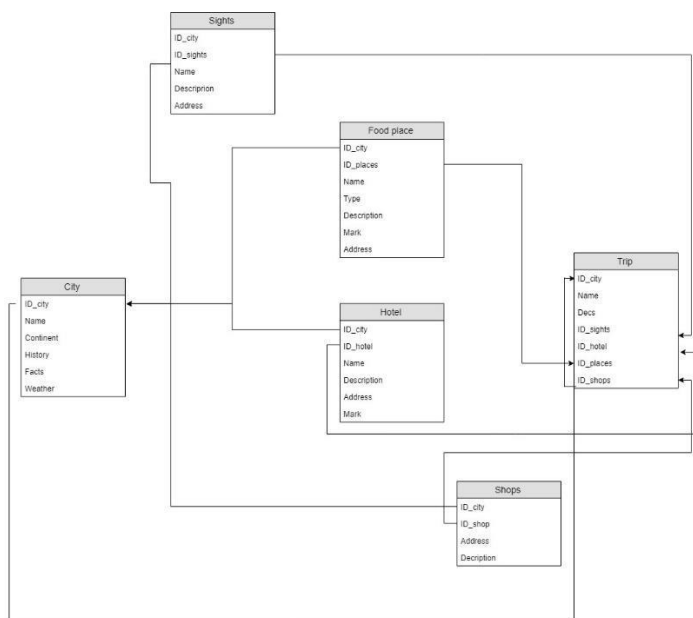 Sights
ID_city
ID_sights
Name
Descriprion
Address
Food place
ID_city
ID_places
Name
Type
Description
Mark
Address
City
ID_city
Name
Continent
History
Facts
Weather
Hotel
ID_city
ID_hotel
Name
Description
Address
Mark
Trip
ID_city
Name
Decs
ID_sights
ID_hotel
ID_places
ID_shops
Shops
ID_city
ID_shop
Address
Decription